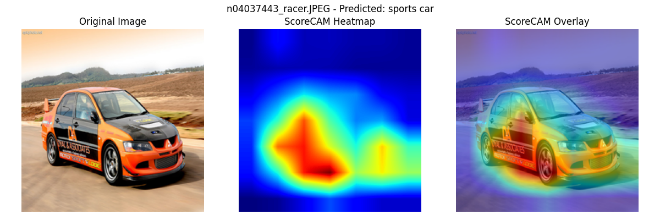 n04037443_racer.JPEG - Predicted: sports car
Original Image
ScoreCAM Heatmap
ScoreCAM Overlay